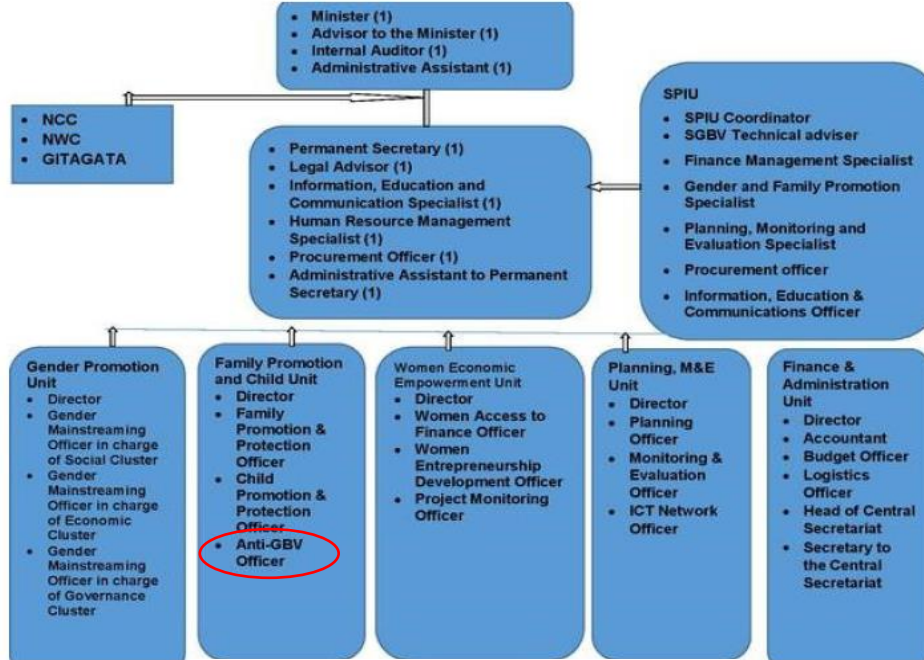 Minister (1)
Advisor to the Minister (1)
Internal Auditor (1)
Administrative Assistant (1)
NCC
NWC
GITAGATA
Permanent Secretary (1)
Legal Advisor (1)
Information, Education and
Communication Specialist (1)
Human Resource Management
Specialist (1)
Procurement Officer (1)
Administrative Assistant to Permanent
Secretary (1)
SPIU
SPIU Coordinator
SGBV Technical adviser
Finance Management Specialist
Gender and Family Promotion
Specialist
Planning, Monitoring and
Evaluation Specialist
Procurement officer
Information, Education &
Communications Officer
Gender Promotion
Unit
Director
Gender
Mainstreaming
Officer in charge
of Social Cluster
Gender
Mainstreaming
Officer in charge
of Economic
Cluster
Gender
Mainstreaming
Officer in charge
of Governance
Cluster
Family Promotion
and Child Unit
Director
Family
Promotion &
Protection
Officer
Child
Promotion &
Protection
Officer
Anti-GBV
Officer
Women Economic
Empowerment Unit
Director
Women Access to
Finance Officer
Women
Entrepreneurship
Development Officer
Project Monitoring
Officer
Planning, M&E
Unit
Director
Planning
Officer
Monitoring &
Evaluation
Officer
ICT Network
Officer
Finance &
Administration
Unit
Director
Accountant
Budget Officer
Logistics
Officer
Head of Central
Secretariat
Secretary to
the Central
Secretariat